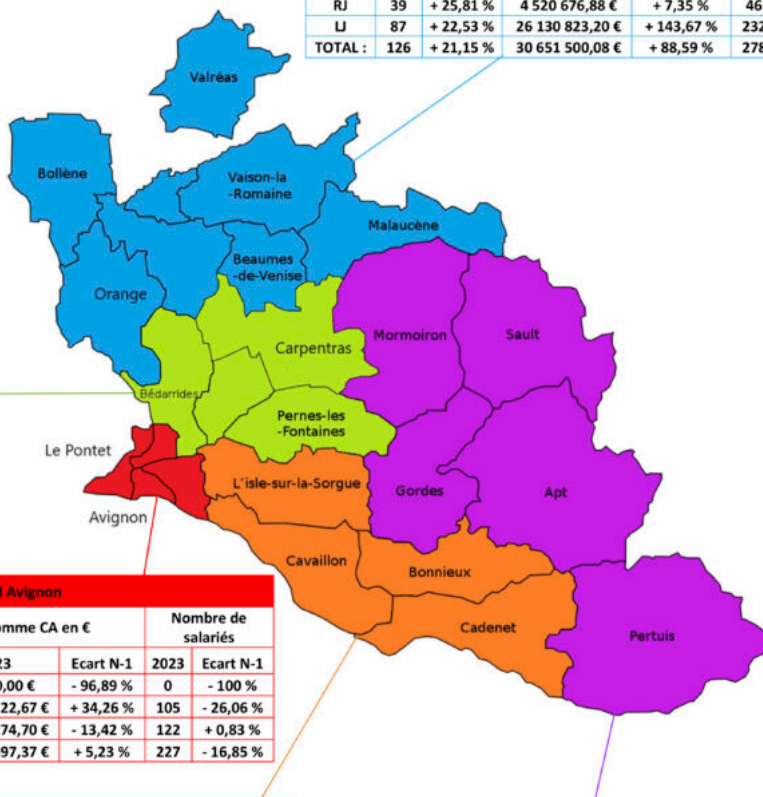 RJ 39 + 25,81 % 4 520 676,88 € + 7,35 % 46
LJ 87 + 22,53 % 26 130 823,20 € + 143,67 % 232
TOTAL : 126 + 21,15 % 30 651 500,08 € + 88,59 % 278
Valréas
Bollène
Vaison-la
-Romaine
Malaucène
Beaumes
-de-Venise
Orange
Mormoiron
Sault
Carpentras
Bédarrides
Pernes-les
-Fontaines
Le Pontet
L'isle-sur-la-Sorgue
Gordes
Apt
Avignon
Cavaillon
Bonnieux
Cadenet
Pertuis
Avignon
omme CA en € Nombre de
salariés
23 Ecart N-1 2023 Ecart N-1
0,00 € - 96,89 % 0 - 100 %
22,67 € + 34,26 % 105 - 26,06 %
74,70 € - 13,42 % 122 + 0,83 %
97,37 € + 5,23 % 227 - 16,85 %